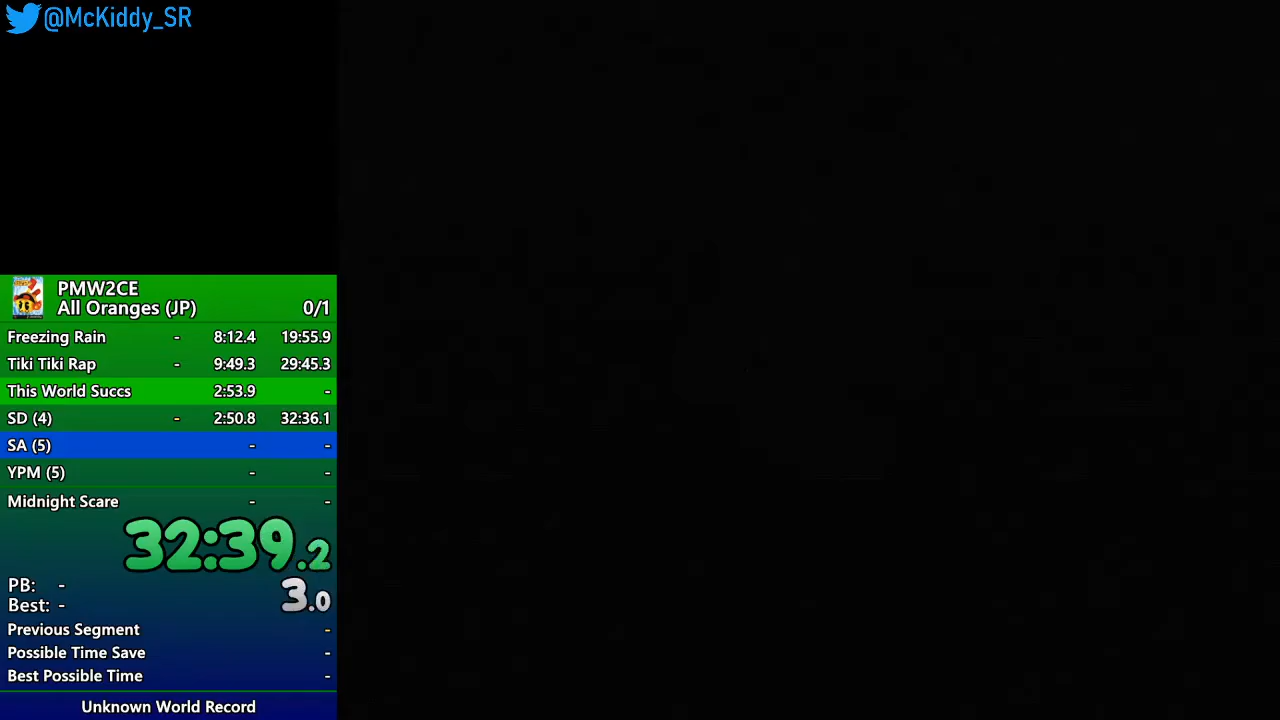 @McKiddy_SR
PMW2CE
All Oranges (JP) 0/1
Freezing Rain - 8:12.4 19:55.9
Tiki Tiki Rap - 9:49.3 29:45.3
This World Succs 2:53.9 -
SD (4) - 2:50.8 32:36.1
SA (5) - -
YPM (5) - -
Midnight Scare - -
32:39.2
PB: - 3.0
Best: -
Previous Segment -
Possible Time Save -
Best Possible Time -
Unknown World Record